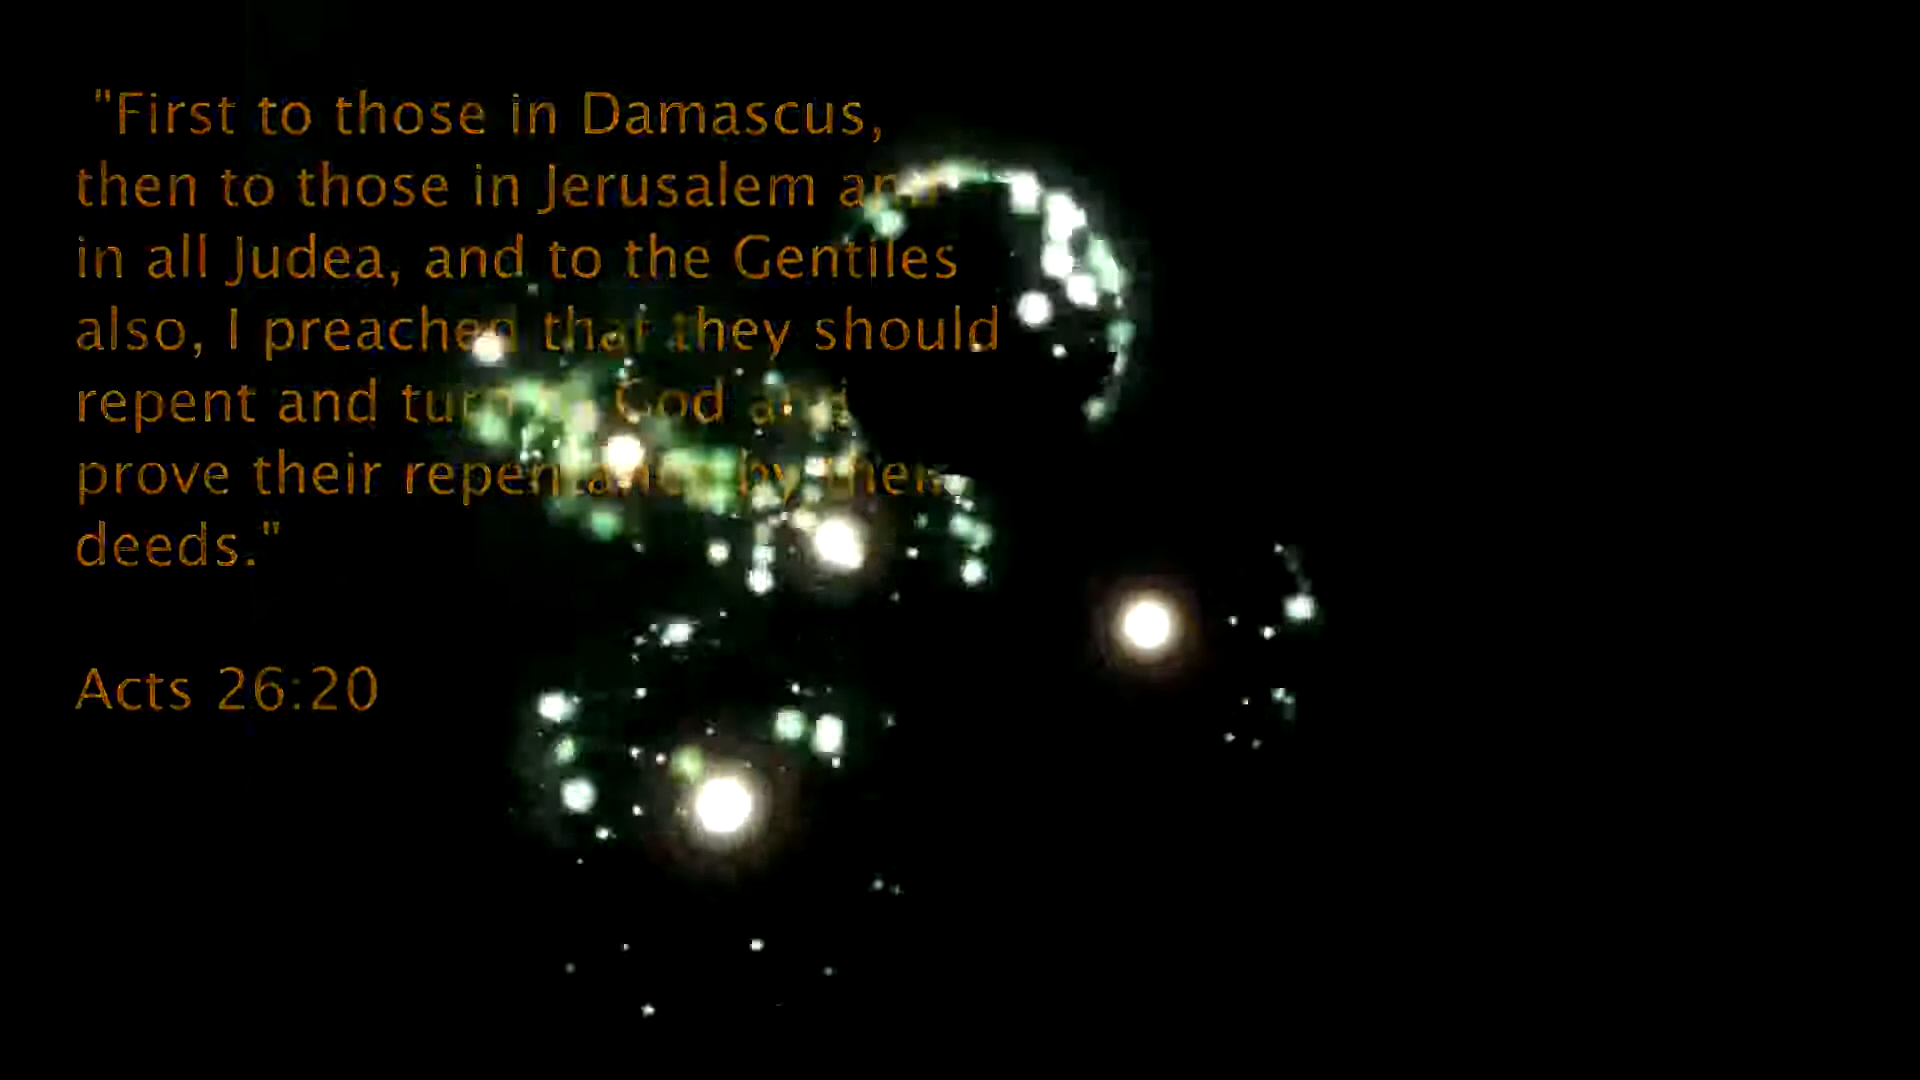 "First to those in Damascus,
then to those in Jerusalem and
in all Judea, and to the Gentiles
also, I preached that they should
repent and turn to God and
prove their repentance by their
deeds."
Acts 26:20